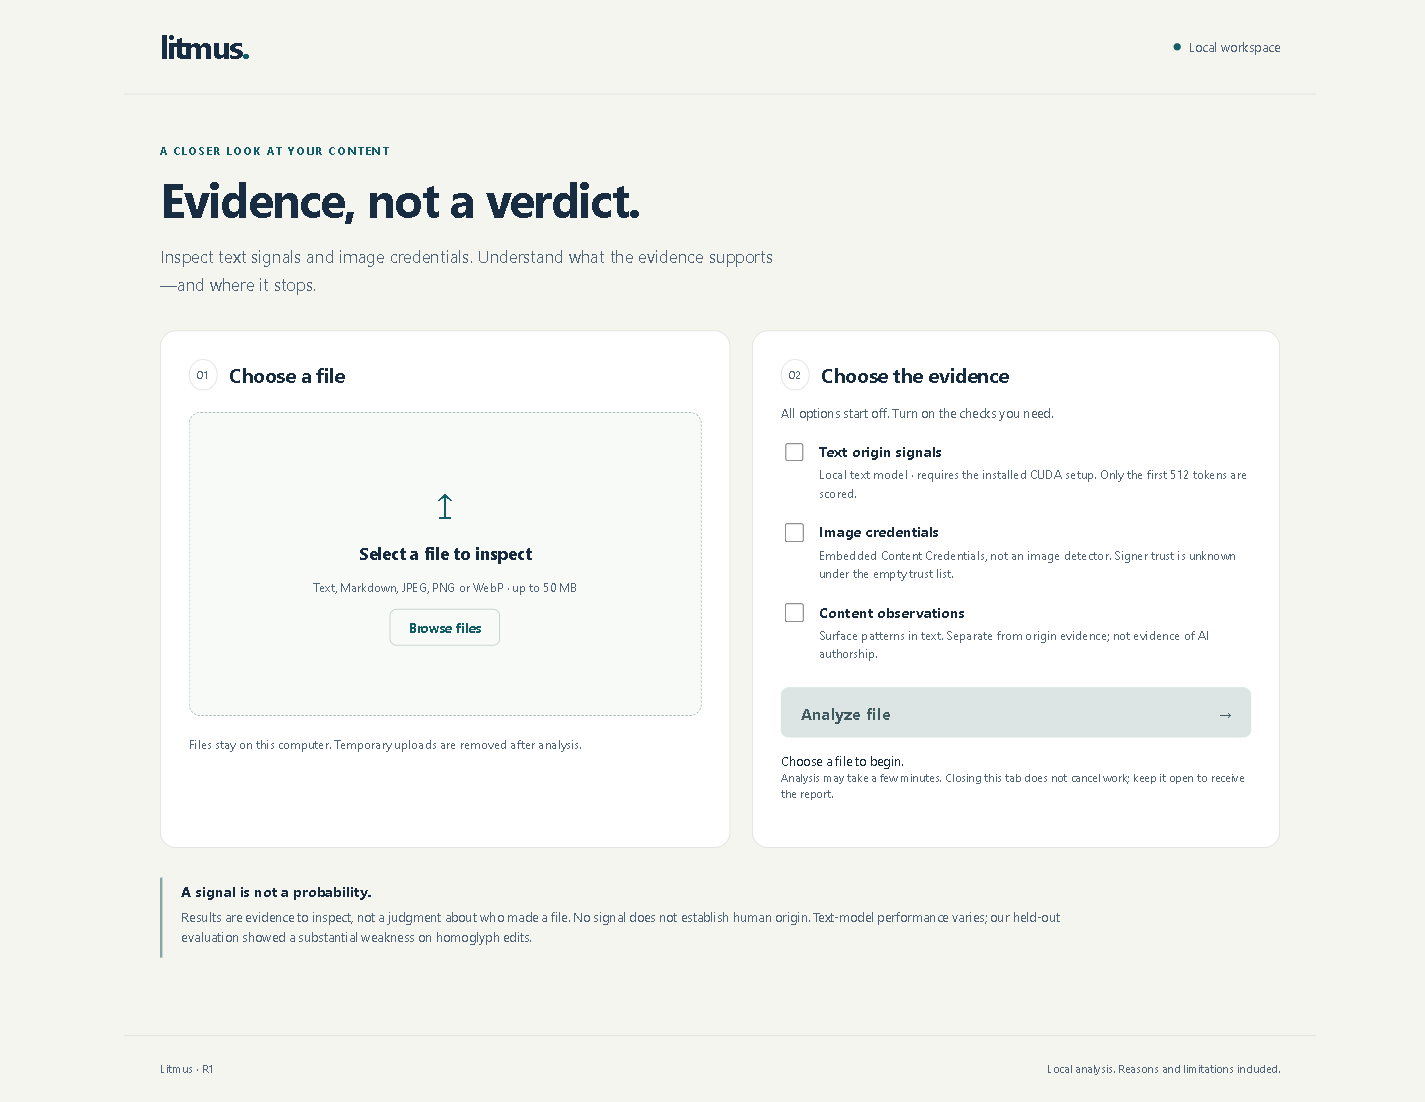 litmus.
Local workspace
A CLOSER LOOK AT YOUR CONTENT
Evidence, not a verdict.
Inspect text signals and image credentials. Understand what the evidence supports
—and where it stops.
01 Choose a file
Select a file to inspect
Text, Markdown, JPEG, PNG or WebP · up to 50 MB
Browse files
Files stay on this computer. Temporary uploads are removed after analysis.
02 Choose the evidence
All options start off. Turn on the checks you need.
Text origin signals
Local text model · requires the installed CUDA setup. Only the first 512 tokens are
scored.
Image credentials
Embedded Content Credentials, not an image detector. Signer trust is unknown
under the empty trust list.
Content observations
Surface patterns in text. Separate from origin evidence; not evidence of AI
authorship.
Analyze file →
Choose a file to begin.
Analysis may take a few minutes. Closing this tab does not cancel work; keep it open to receive
the report.
A signal is not a probability.
Results are evidence to inspect, not a judgment about who made a file. No signal does not establish human origin. Text-model performance varies; our held-out
evaluation showed a substantial weakness on homoglyph edits.
Litmus · R1
Local analysis. Reasons and limitations included.